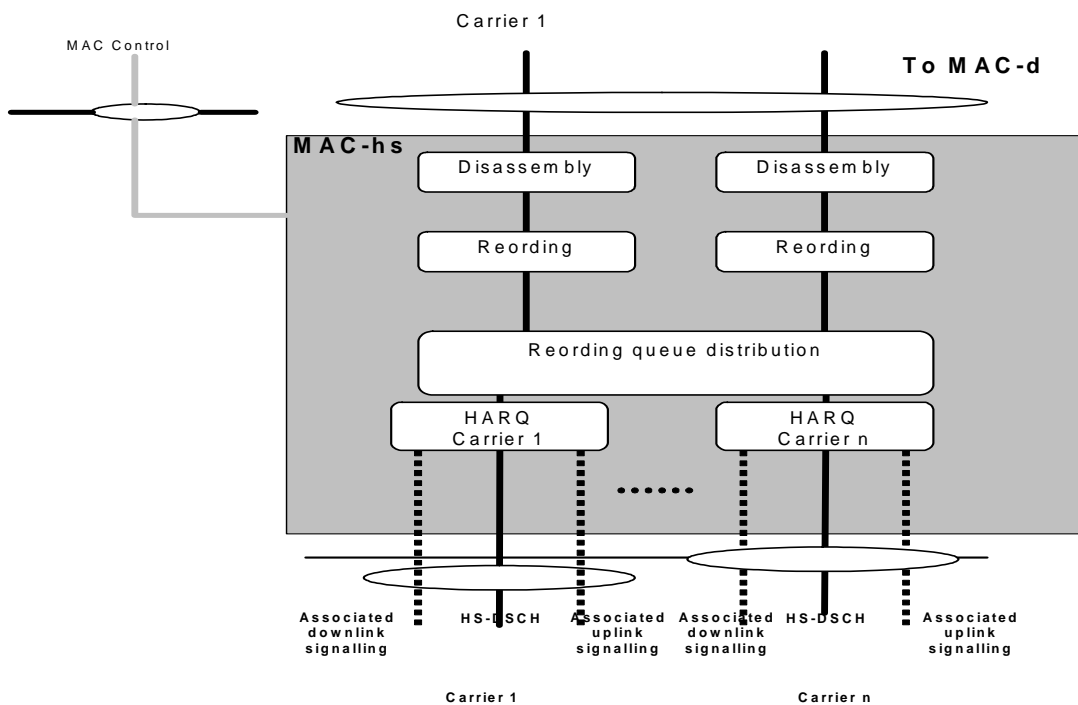 Carrier 1
MAC Control
To MAC-d
MAC-hs
Disassembly
Disassembly
Reording
Reording
Reording queue distribution
HARQ
Carrier 1
HARQ
Carrier n
Associated
downlink
signalling
HS-DSCH
Associated
uplink
signalling
Associated
downlink
signalling
HS-DSCH
Associated
uplink
signalling
Carrier 1
Carrier n